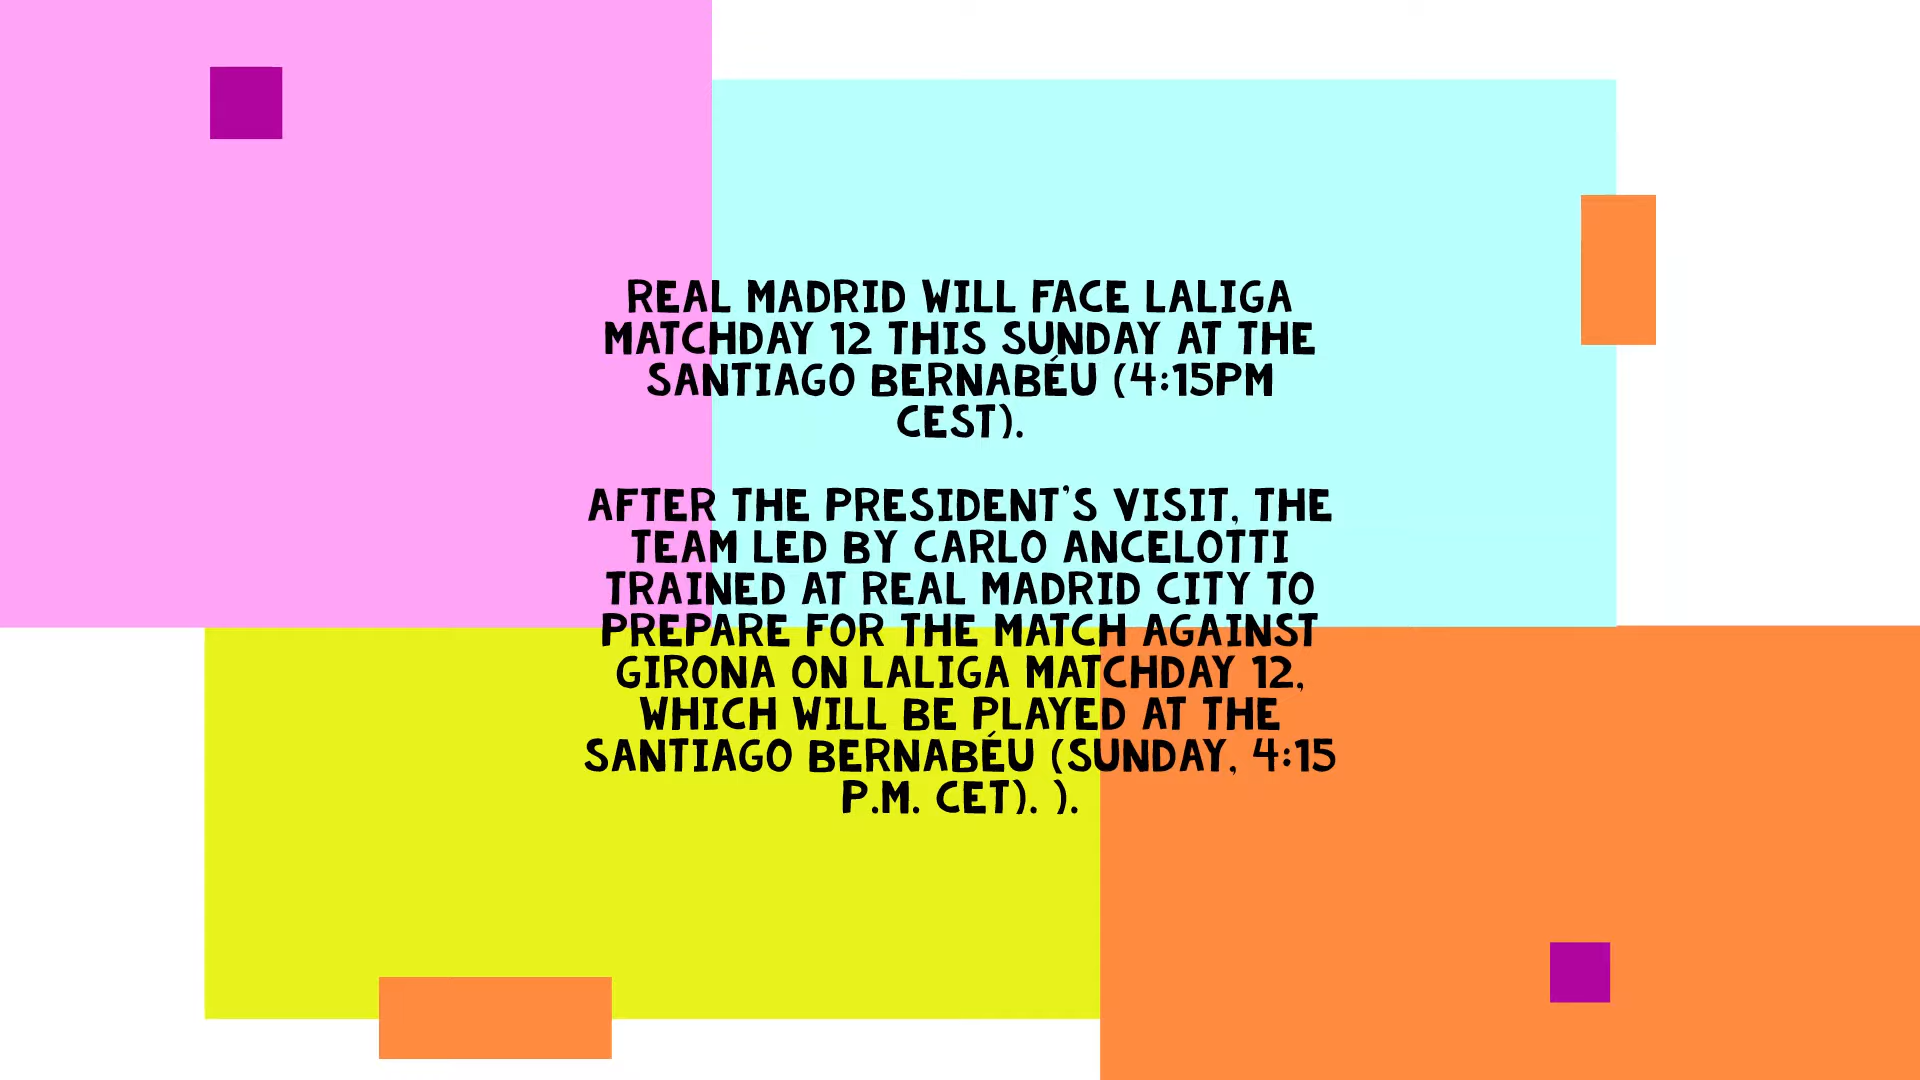 REAL MADRID WILL FACE LALIGA
MATCHDAY 12 THIS SUNDAY AT THE
SANTIAGO BERNABÉU (4:15PM
CEST).
AFTER THE PRESIDENT'S VISIT, THE
TEAM LED BY CARLO ANCELOTTI
TRAINED AT REAL MADRID CITY TO
PREPARE FOR THE MATCH AGAINST
GIRONA ON LALIGA MATCHDAY 12,
WHICH WILL BE PLAYED AT THE
SANTIAGO BERNABÉU (SUNDAY, 4:15
P.M. CET). ).